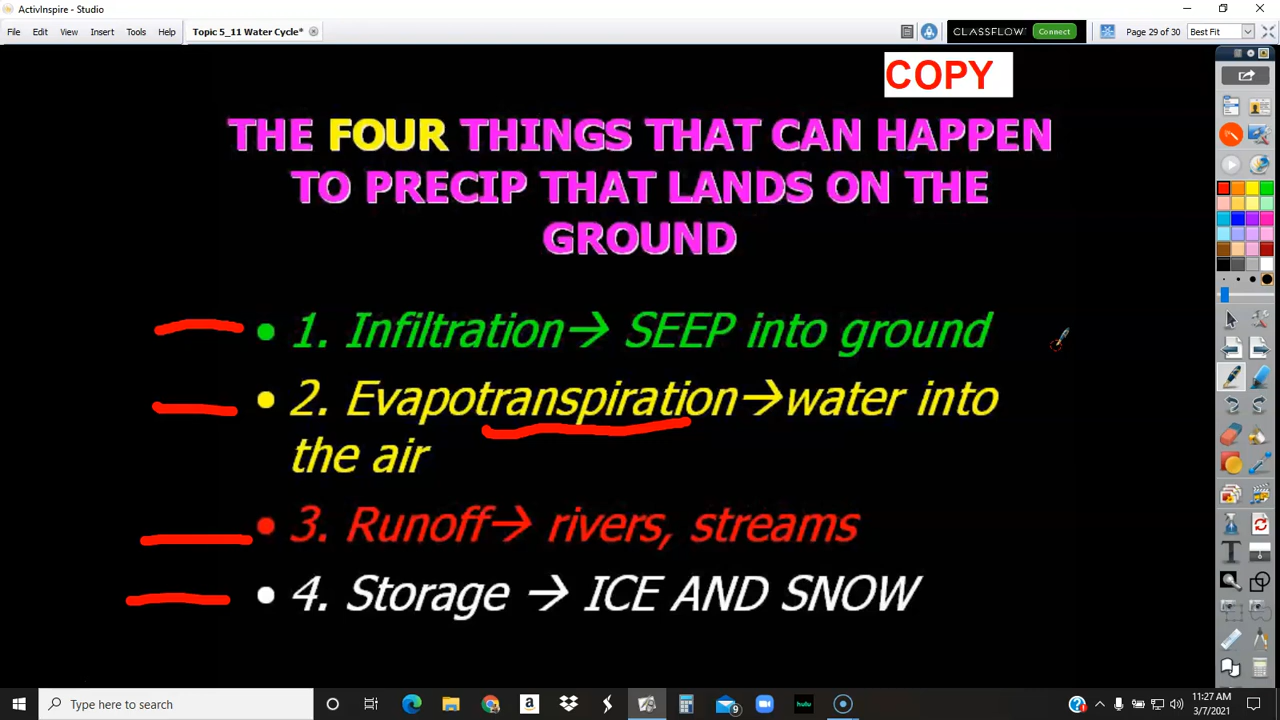 ActivInspire - Studio
File Edit View Insert Tools Help Topic 5_11 Water Cycle* CLASSFLOW Connect Page 29 of 30 Best Fit
COPY
THE FOUR THINGS THAT CAN HAPPEN
TO PRECIP THAT LANDS ON THE
GROUND
• 1. Infiltration→ SEEP into ground
• 2. Evapotranspiration→water into
the air
• 3. Runoff→ rivers, streams
• 4. Storage → ICE AND SNOW
Type here to search
a
hulu
9
11:27 AM
3/7/2021